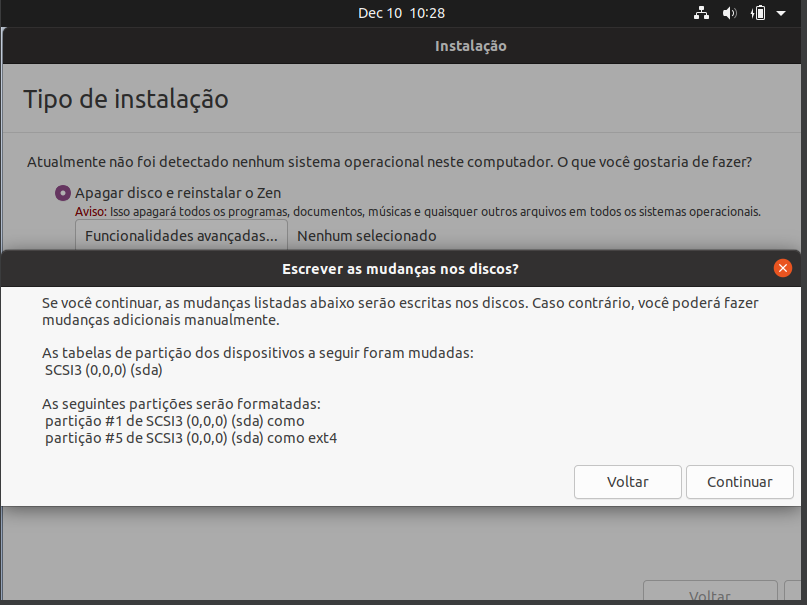 Dec 10 10:28
Instalação
Tipo de instalação
Atualmente não foi detectado nenhum sistema operacional neste computador. O que você gostaria de fazer?
Apagar disco e reinstalar o Zen
Aviso: Isso apagará todos os programas, documentos, músicas e quaisquer outros arquivos em todos os sistemas operacionais.
Funcionalidades avançadas... Nenhum selecionado
Escrever as mudanças nos discos?
Se você continuar, as mudanças listadas abaixo serão escritas nos discos. Caso contrário, você poderá fazer
mudanças adicionais manualmente.
As tabelas de partição dos dispositivos a seguir foram mudadas:
SCSI3 (0,0,0) (sda)
As seguintes partições serão formatadas:
partição #1 de SCSI3 (0,0,0) (sda) como
partição #5 de SCSI3 (0,0,0) (sda) como ext4
Voltar Continuar
Voltar